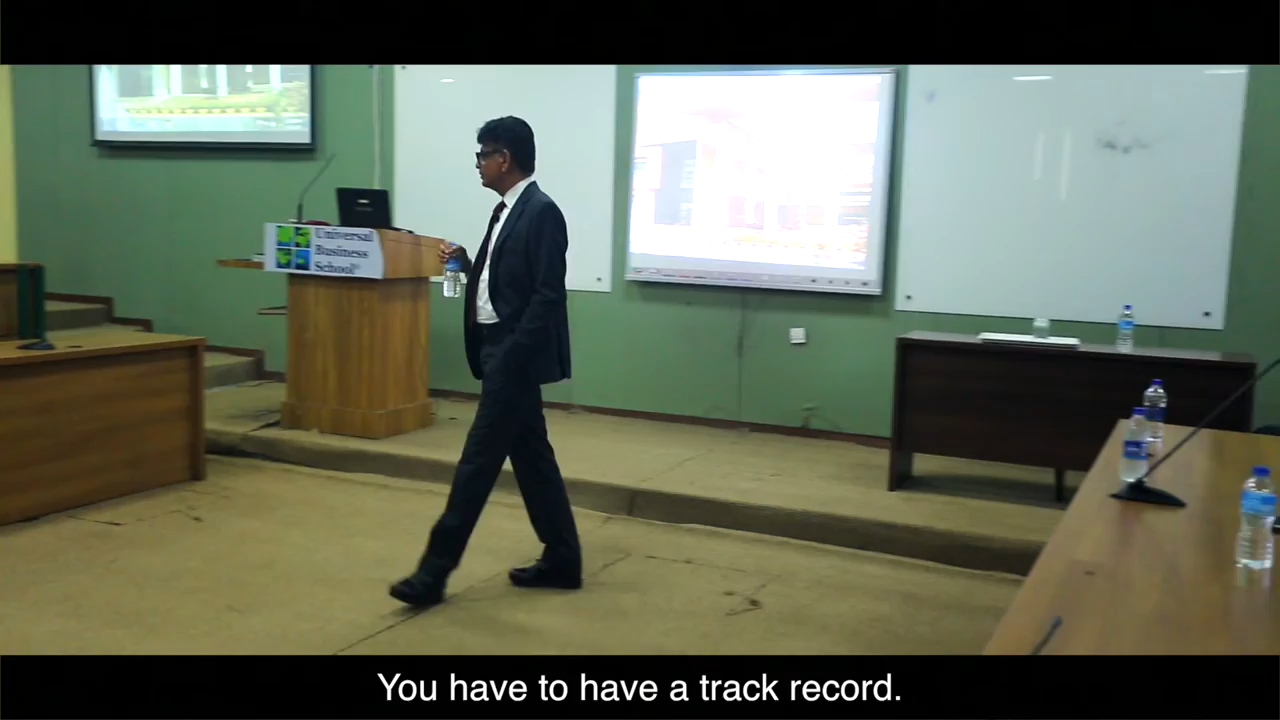 Universal
Business
School
You have to have a track record.